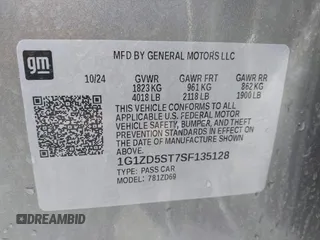 gm
MFD BY GENERAL MOTORS LLC
10/24 GVWR GAWR FRT GAWR RR
1823 KG 961 KG 862 KG
4018 LB 2118 LB 1900 LB
THIS VEHICLE CONFORMS TO ALL
APPLICABLE U.S. FEDERAL MOTOR
VEHICLE SAFETY, BUMPER, AND THEFT
PREVENTION STANDARDS IN EFFECT ON
THE DATE OF MANUFACTURE SHOWN ABOVE.
1G1ZD5ST7SF135128
TYPE: PASS CAR
MODEL: 781ZD69
DREAMBID